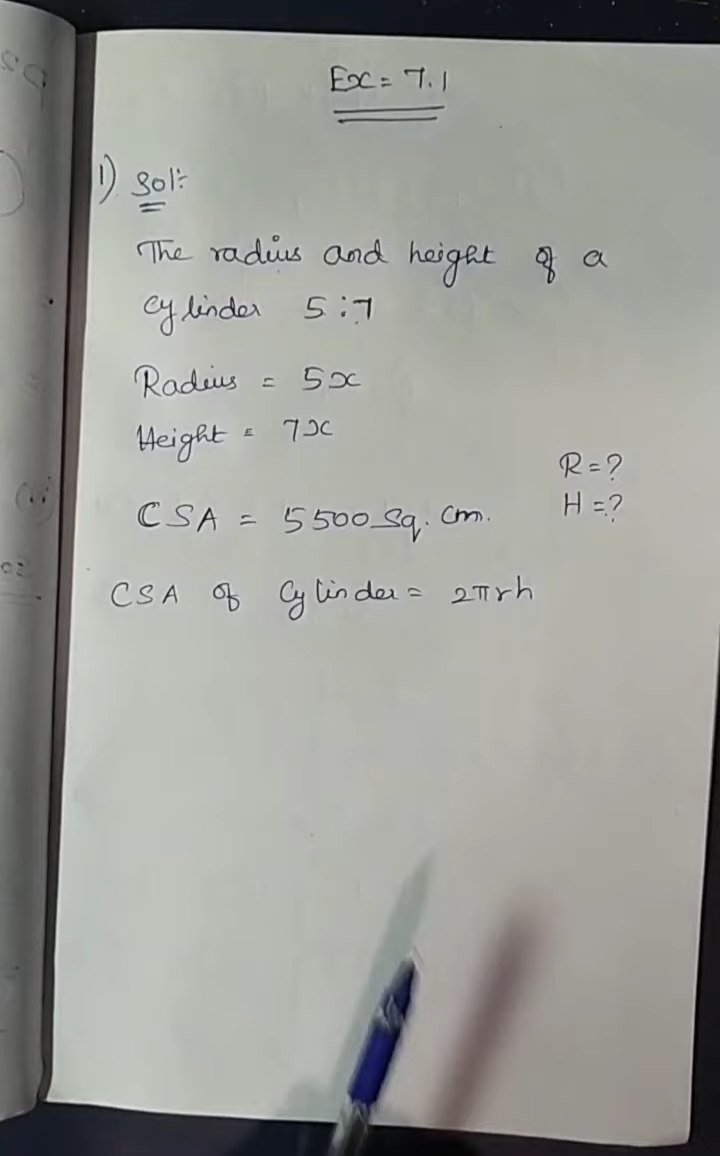 Ex = 7.1
1) Sol:-
The radius and height of a
cylinder 5:7
Radius = 5x
Height = 7x
R = ?
CSA = 5500 Sq. cm.
H = ?
CSA of Cylinder = 2πrh